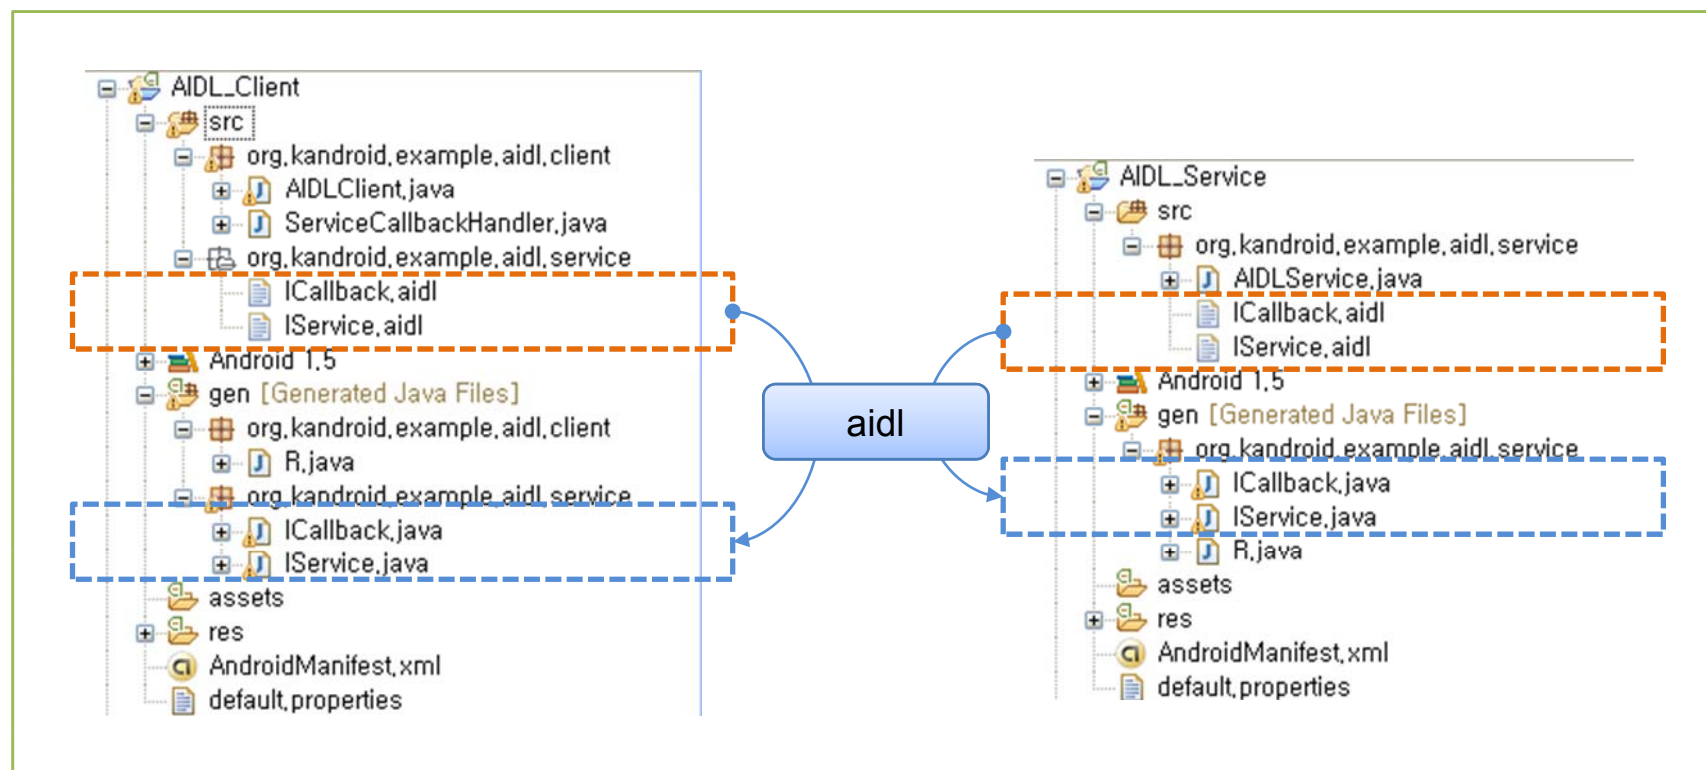 AIDL_Client
src
org.kandroid.example.aidl.client
AIDLClient.java
ServiceCallbackHandler.java
org.kandroid.example.aidl.service
ICallback.aidl
IService.aidl
Android 1.5
gen [Generated Java Files]
org.kandroid.example.aidl.client
R.java
org.kandroid.example.aidl.service
ICallback.java
IService.java
assets
res
AndroidManifest.xml
default.properties
aidl
AIDL_Service
src
org.kandroid.example.aidl.service
AIDLService.java
ICallback.aidl
IService.aidl
Android 1.5
gen [Generated Java Files]
org.kandroid.example.aidl.service
ICallback.java
IService.java
R.java
assets
res
AndroidManifest.xml
default.properties